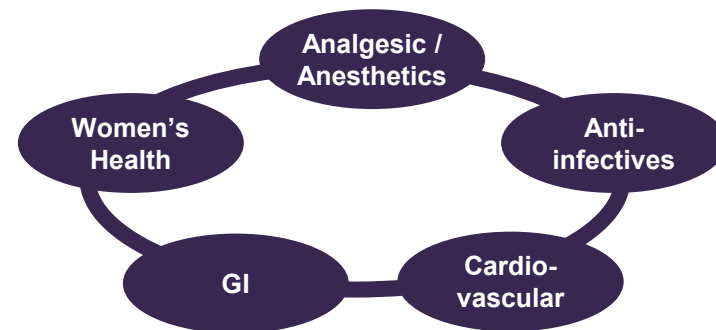 Analgesic /
Anesthetics
Women’s
Health
Anti-
infectives
GI
Cardio-
vascular